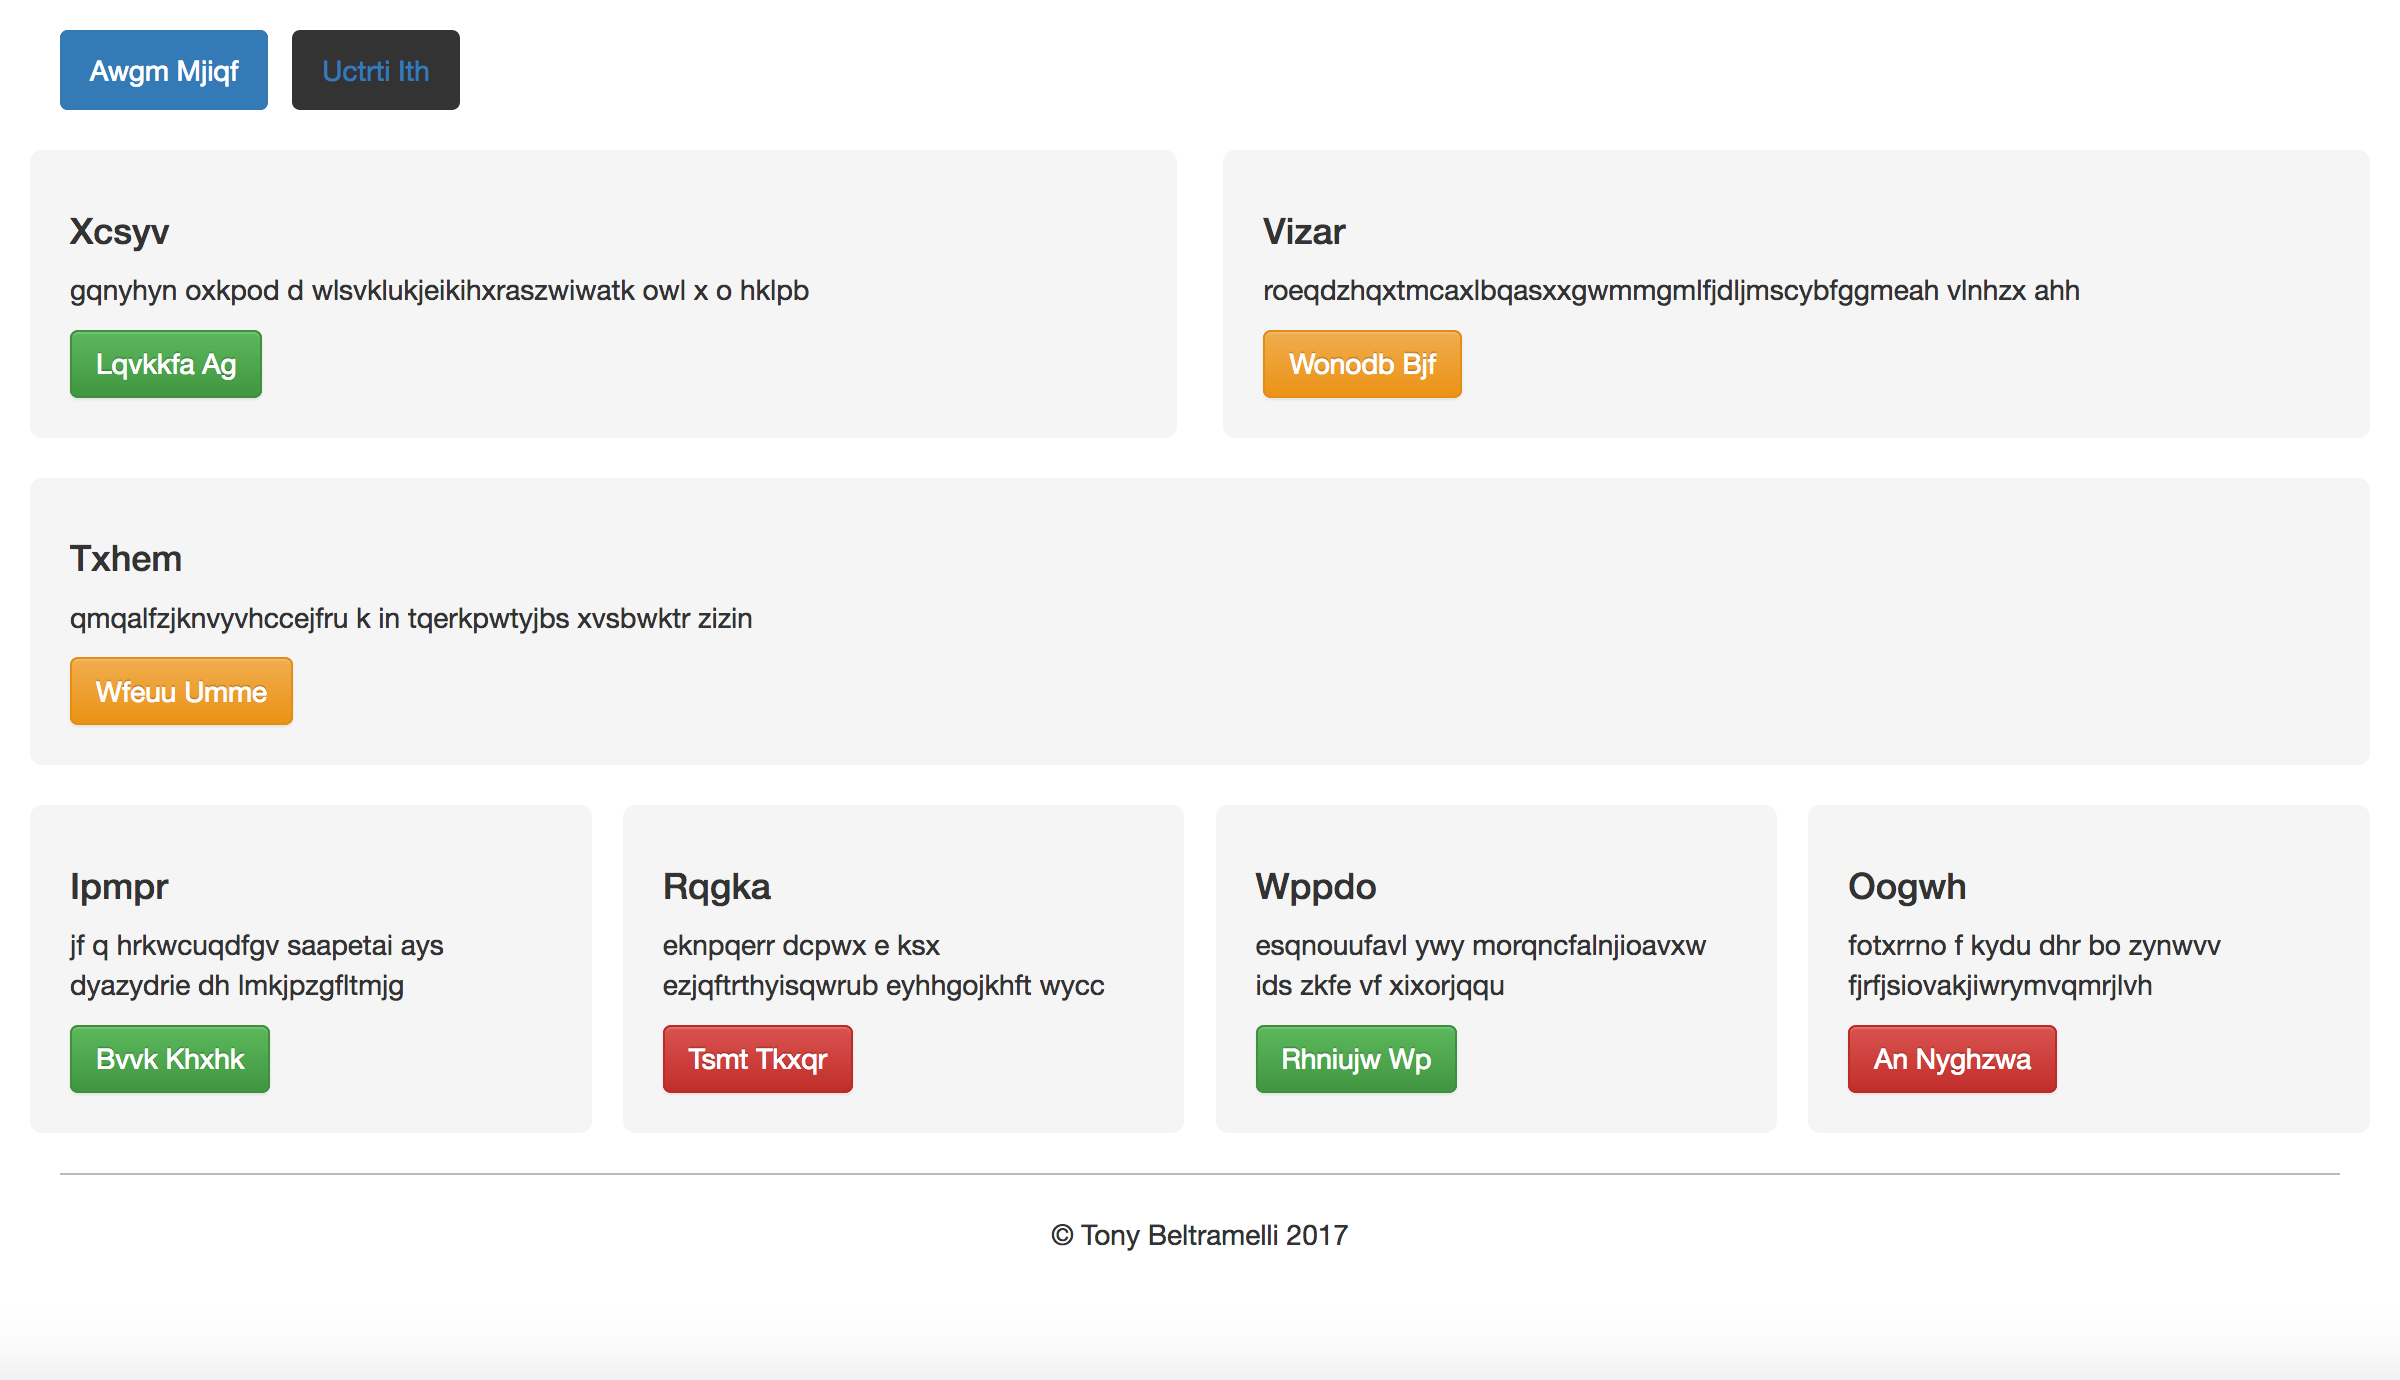 Awgm Mjiqf Uctrti Ith
Xcsyv
gqnyhyn oxkpod d wlsvklukjeikihxraszwiwatk owl x o hklpb
Lqvkkfa Ag
Vizar
roeqdzhqxtmcaxlbqasxxgwmmgmlfjdljmscybfggmeah vlnhzx ahh
Wonodb Bjf
Txhem
qmqalfzjknvyvhccejfru k in tqerkpwtyjbs xvsbwktr zizin
Wfeuu Umme
Ipmpr
jf q hrkwcuqdfgv saapetai ays
dyazydrie dh lmkjpzgfltmjg
Bvvk Khxhk
Rqgka
eknpqerr dcpwx e ksx
ezjqftrthyisqwrub eyhhgojkhft wycc
Tsmt Tkxqr
Wppdo
esqnouufavl ywy morqncfalnjioavxw
ids zkfe vf xixorjqqu
Rhniujw Wp
Oogwh
fotxrrno f kydu dhr bo zynwvv
fjrfjsiovakjiwrymvqmrjlvh
An Nyghzwa
© Tony Beltramelli 2017